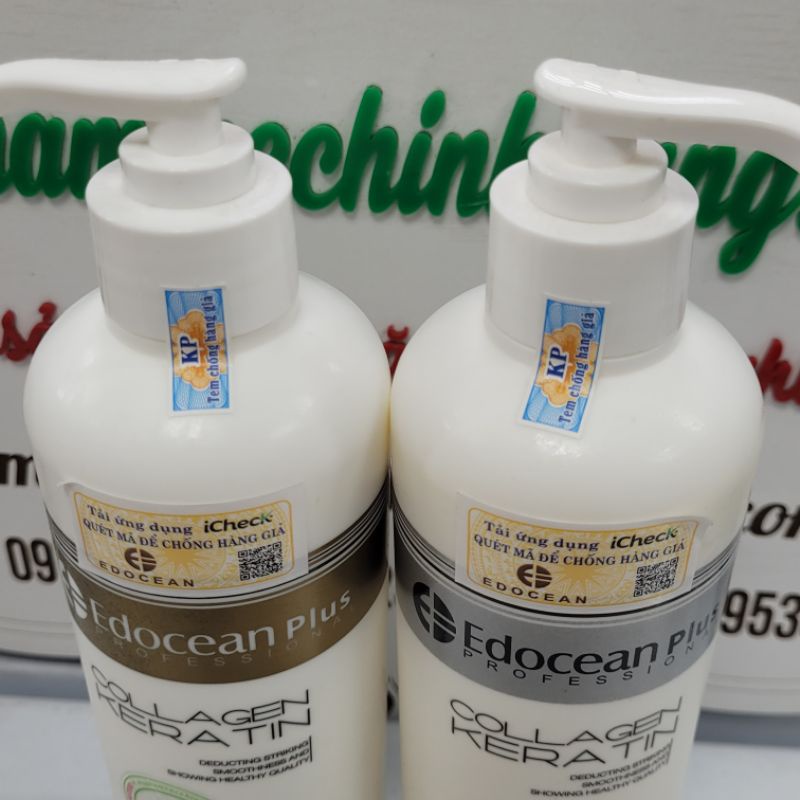 KP
Tem chống hàng giả
KP
Tem chống hàng giả
Tải ứng dụng iCheck
QUÉT MÃ ĐỂ CHỐNG HÀNG GIẢ
EDOCEAN
Tải ứng dụng iCheck
QUÉT MÃ ĐỂ CHỐNG HÀNG GIẢ
EDOCEAN
Edocean Plus
PROFESSIONAL
COLLAGEN
KERATIN
DEDUCTING STRIKING
SMOOTHNESS AND
SHOWING HEALTHY QUALITY
Edocean Plus
PROFESSIONAL
COLLAGEN
KERATIN
DEDUCTING STRIKING
SMOOTHNESS AND
SHOWING HEALTHY QUALITY
09
953